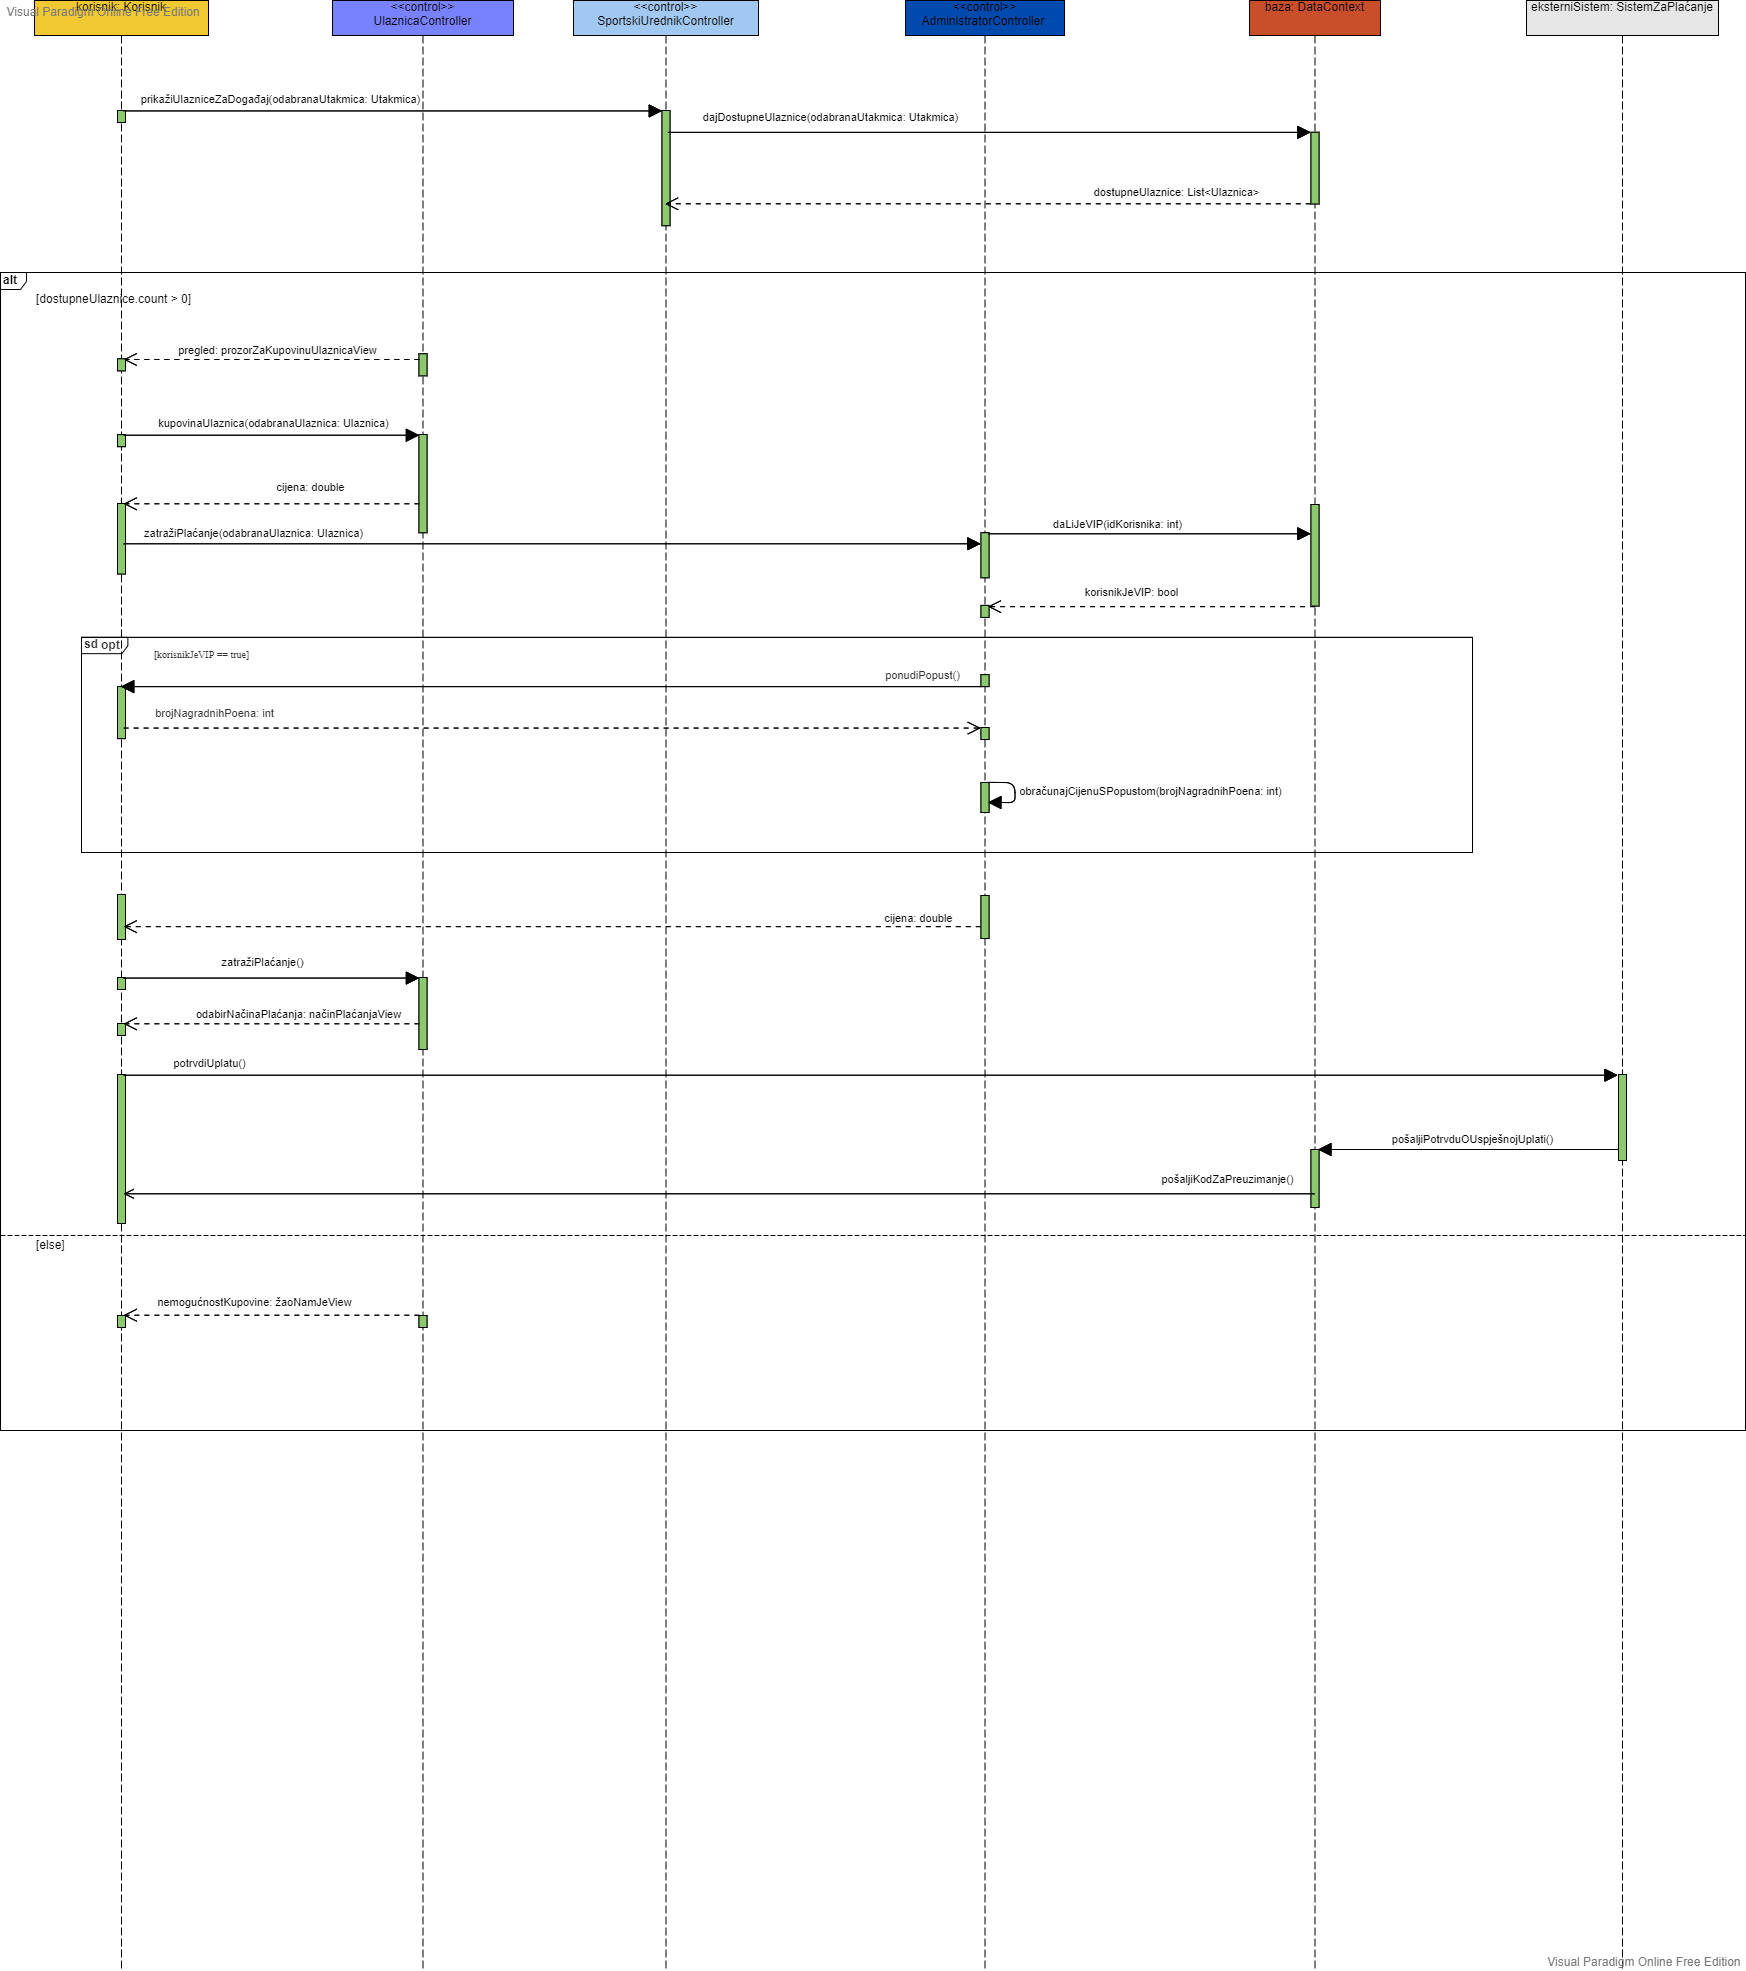 korisnik: Korisnik
Visual Paradigm Online Free Edition
<<control>>
UlaznicaController
<<control>>
SportskiUrednikController
<<control>>
AdministratorController
baza: DataContext
eksterniSistem: SistemZaPlaćanje
prikažiUlazniceZaDogađaj(odabranaUtakmica: Utakmica)
dajDostupneUlaznice(odabranaUtakmica: Utakmica)
dostupneUlaznice: List<Ulaznica>
alt
[dostupneUlaznice.count > 0]
pregled: prozorZaKupovinuUlaznicaView
kupovinaUlaznica(odabranaUlaznica: Ulaznica)
cijena: double
zatražiPlaćanje(odabranaUlaznica: Ulaznica)
daLiJeVIP(idKorisnika: int)
korisnikJeVIP: bool
sd opt
[korisnikJeVIP == true]
ponudiPopust()
brojNagradnihPoena: int
obračunajCijenuSPopustom(brojNagradnihPoena: int)
cijena: double
zatražiPlaćanje()
odabirNačinaPlaćanja: načinPlaćanjaView
potrvdiUplatu()
pošaljiPotrvduOUspješnojUplati()
pošaljiKodZaPreuzimanje()
[else]
nemogućnostKupovine: žaoNamJeView
Visual Paradigm Online Free Edition